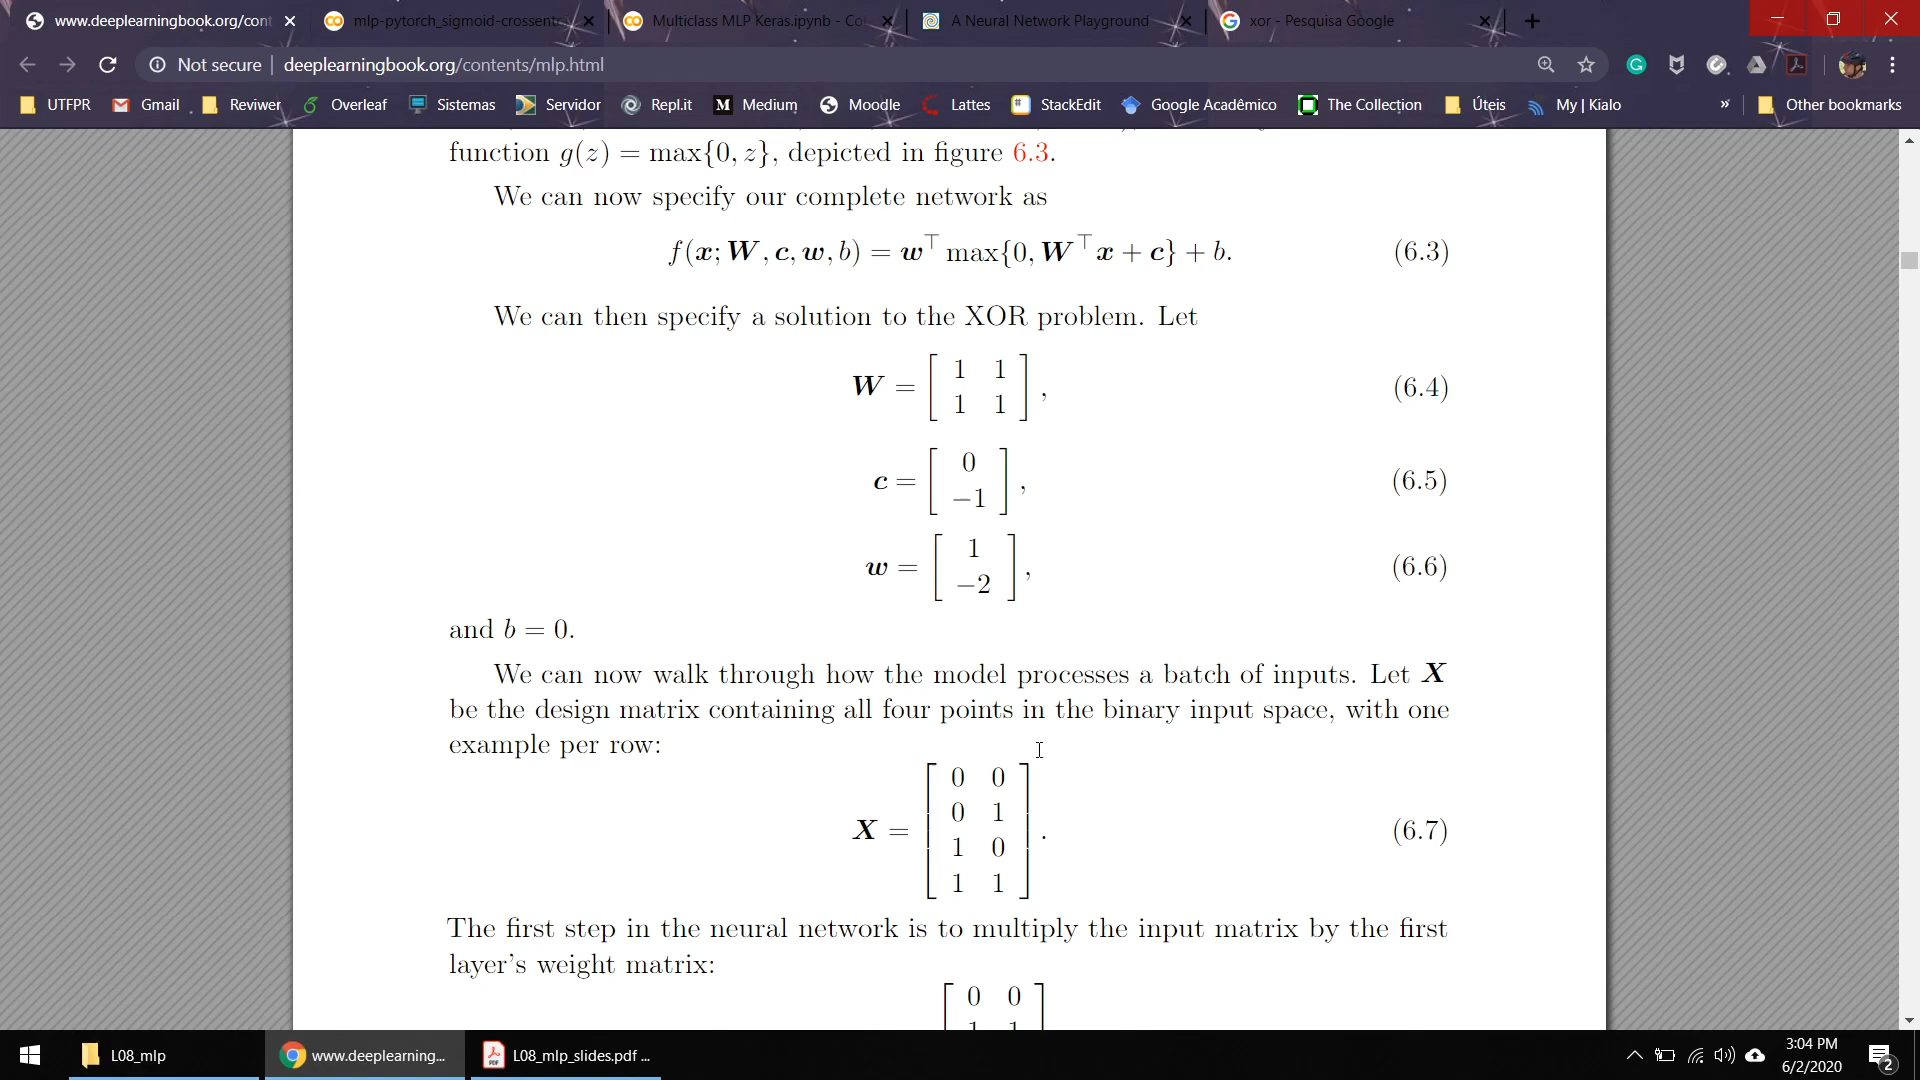 www.deeplearningbook.org/cont
mlp-pytorch_sigmoid-crossentr
Multiclass MLP Keras.ipynb - Co
A Neural Network Playground
xor - Pesquisa Google
Not secure | deeplearningbook.org/contents/mlp.html
UTFPR Gmail Reviwer Overleaf Sistemas Servidor Repl.it Medium Moodle Lattes StackEdit Google Acadêmico The Collection Úteis My | Kialo » Other bookmarks
function g(z) = max{0, z}, depicted in figure 6.3.
We can now specify our complete network as
f(x; W, c, w, b) = w⊤ max{0, W⊤x + c} + b. (6.3)
We can then specify a solution to the XOR problem. Let
W = [ 1 1
1 1 ], (6.4)
c = [ 0
−1 ], (6.5)
w = [ 1
−2 ], (6.6)
and b = 0.
We can now walk through how the model processes a batch of inputs. Let X
be the design matrix containing all four points in the binary input space, with one
example per row:
X = [ 0 0
0 1
1 0
1 1 ]. (6.7)
The first step in the neural network is to multiply the input matrix by the first
layer's weight matrix:
[ 0 0 ]
1 1
L08_mlp
www.deeplearning...
L08_mlp_slides.pdf ...
3:04 PM
6/2/2020
2